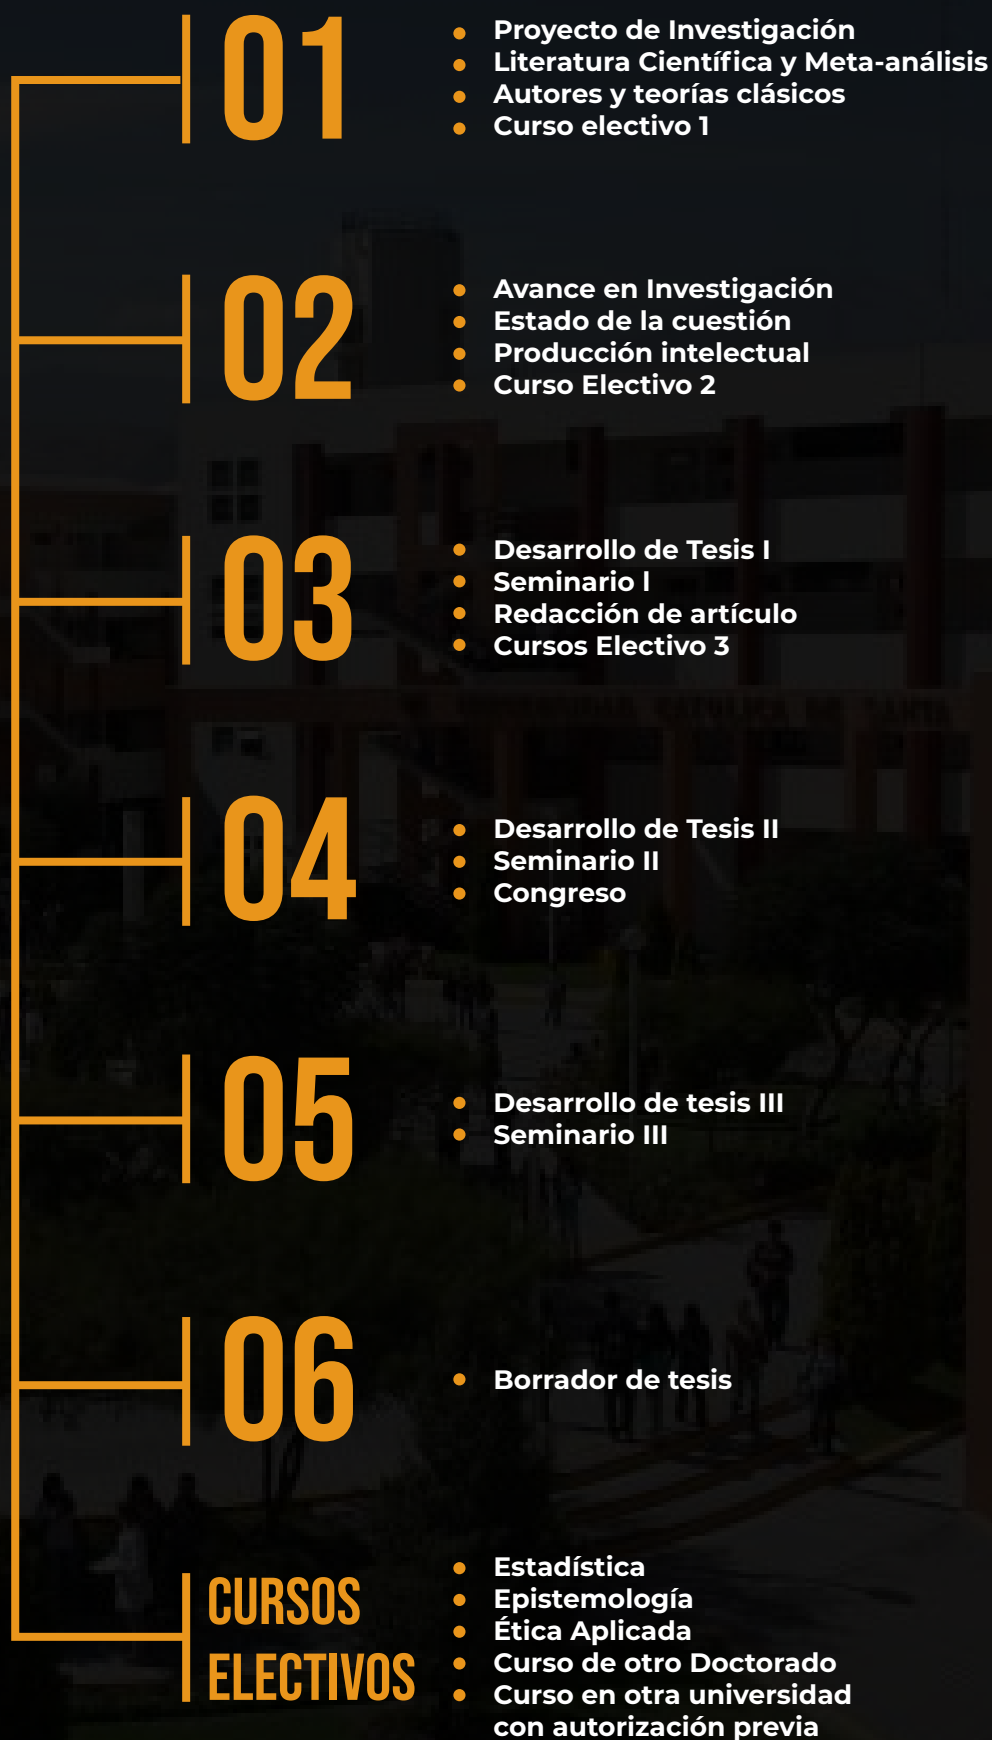 01
Proyecto de Investigación
Literatura Científica y Meta-análisis
Autores y teorías clásicos
Curso electivo 1
02
Avance en Investigación
Estado de la cuestión
Producción intelectual
Curso Electivo 2
03
Desarrollo de Tesis I
Seminario l
Redacción de artículo
Cursos Electivo 3
04
Desarrollo de Tesis II
Seminario II
Congreso
05
Desarrollo de tesis III
Seminario III
06
Borrador de tesis
CURSOS
ELECTIVOS
Estadística
Epistemología
Ética Aplicada
Curso de otro Doctorado
Curso en otra universidad
con autorización previa